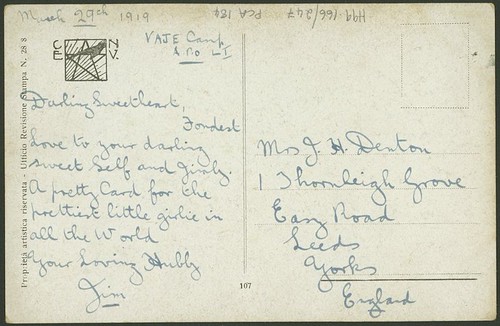 March 29th 1919
H99.166/247 PCA 184
VAJE Camp
C E N V.
Darling Sweetheart,
Fondest
Love to your darling
sweet Self and Girly.
A pretty Card for the
prettiest little girlie in
all the World
Your Loving Hubby
Jim
Mrs J. H. Denton
1 Thornleigh Grove
Easy Road
Leeds
Yorks
England
107
Proprietà artistica riservata - Ufficio Revisione Stampa N. 28 S